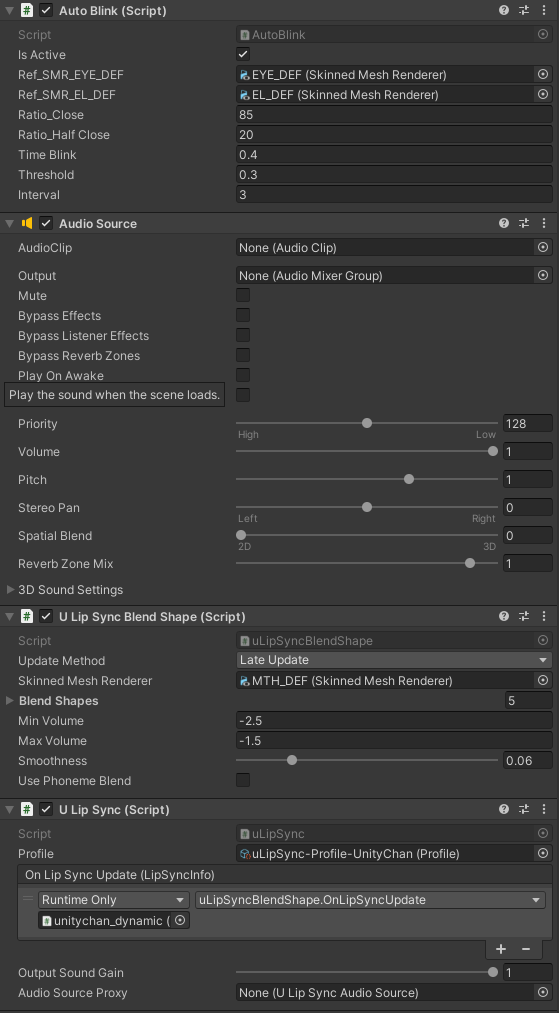 # Auto Blink (Script)
Script # AutoBlink
Is Active
Ref_SMR_EYE_DEF EYE_DEF (Skinned Mesh Renderer)
Ref_SMR_EL_DEF EL_DEF (Skinned Mesh Renderer)
Ratio_Close 85
Ratio_Half Close 20
Time Blink 0.4
Threshold 0.3
Interval 3
Audio Source
AudioClip None (Audio Clip)
Output None (Audio Mixer Group)
Mute
Bypass Effects
Bypass Listener Effects
Bypass Reverb Zones
Play On Awake
Play the sound when the scene loads.
Priority 128
High Low
Volume 1
Pitch 1
Stereo Pan 0
Left Right
Spatial Blend 0
2D 3D
Reverb Zone Mix 1
3D Sound Settings
# U Lip Sync Blend Shape (Script)
Script # uLipSyncBlendShape
Update Method Late Update
Skinned Mesh Renderer MTH_DEF (Skinned Mesh Renderer)
Blend Shapes 5
Min Volume -2.5
Max Volume -1.5
Smoothness 0.06
Use Phoneme Blend
# U Lip Sync (Script)
Script # uLipSync
Profile uLipSync-Profile-UnityChan (Profile)
On Lip Sync Update (LipSyncInfo)
Runtime Only uLipSyncBlendShape.OnLipSyncUpdate
# unitychan_dynamic (
+ −
Output Sound Gain 1
Audio Source Proxy None (U Lip Sync Audio Source)